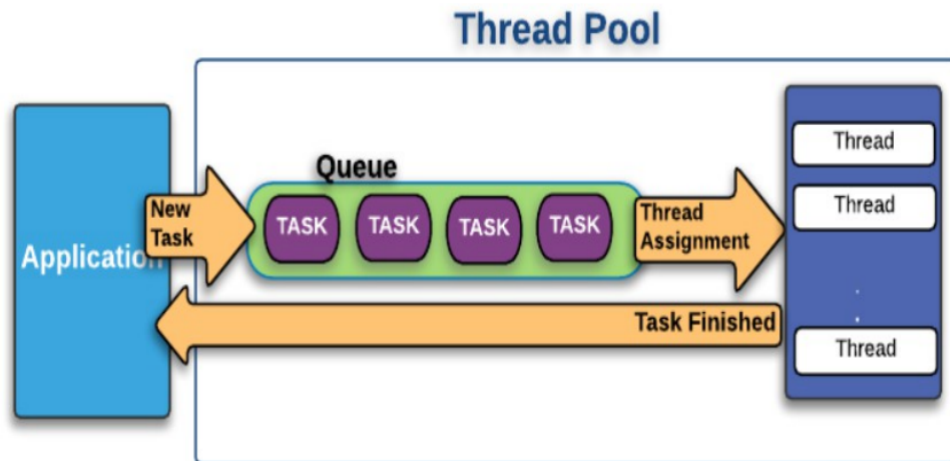 Thread Pool
Queue
New
Task
TASK
TASK
TASK
TASK
Thread
Assignment
Application
Task Finished
Thread
Thread
Thread